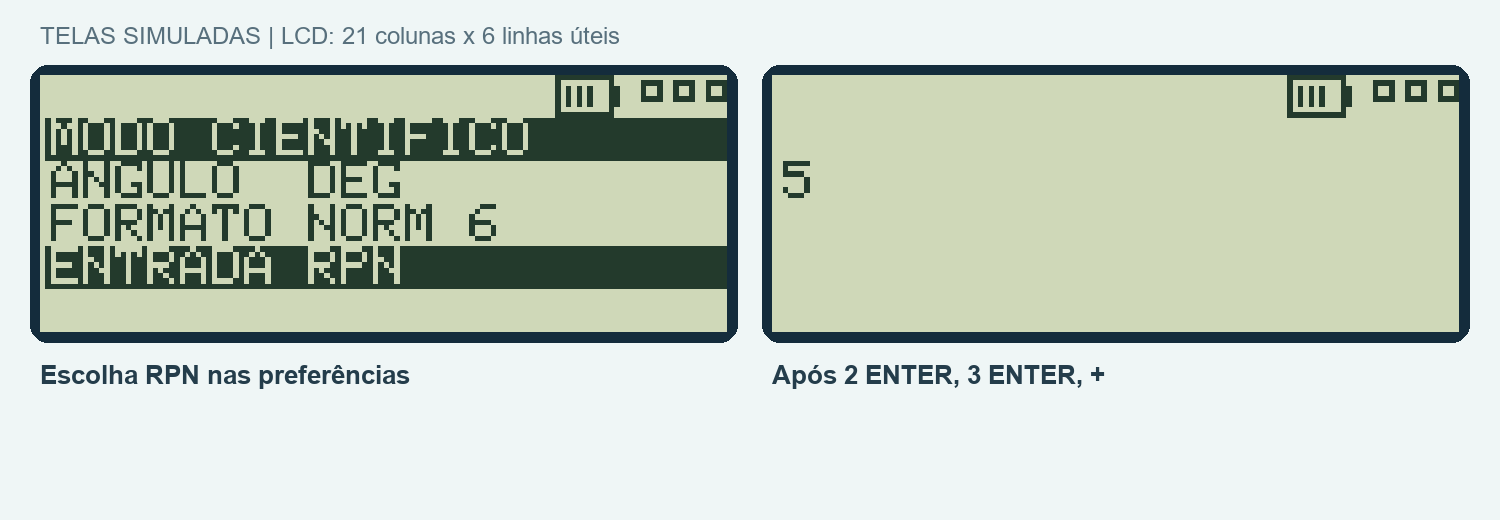 TELAS SIMULADAS | LCD: 21 colunas x 6 linhas úteis
MODO CIENTIFICO
ANGULO DEG
FORMATO NORM 6
ENTRADA RPN
5
Escolha RPN nas preferências
Após 2 ENTER, 3 ENTER, +